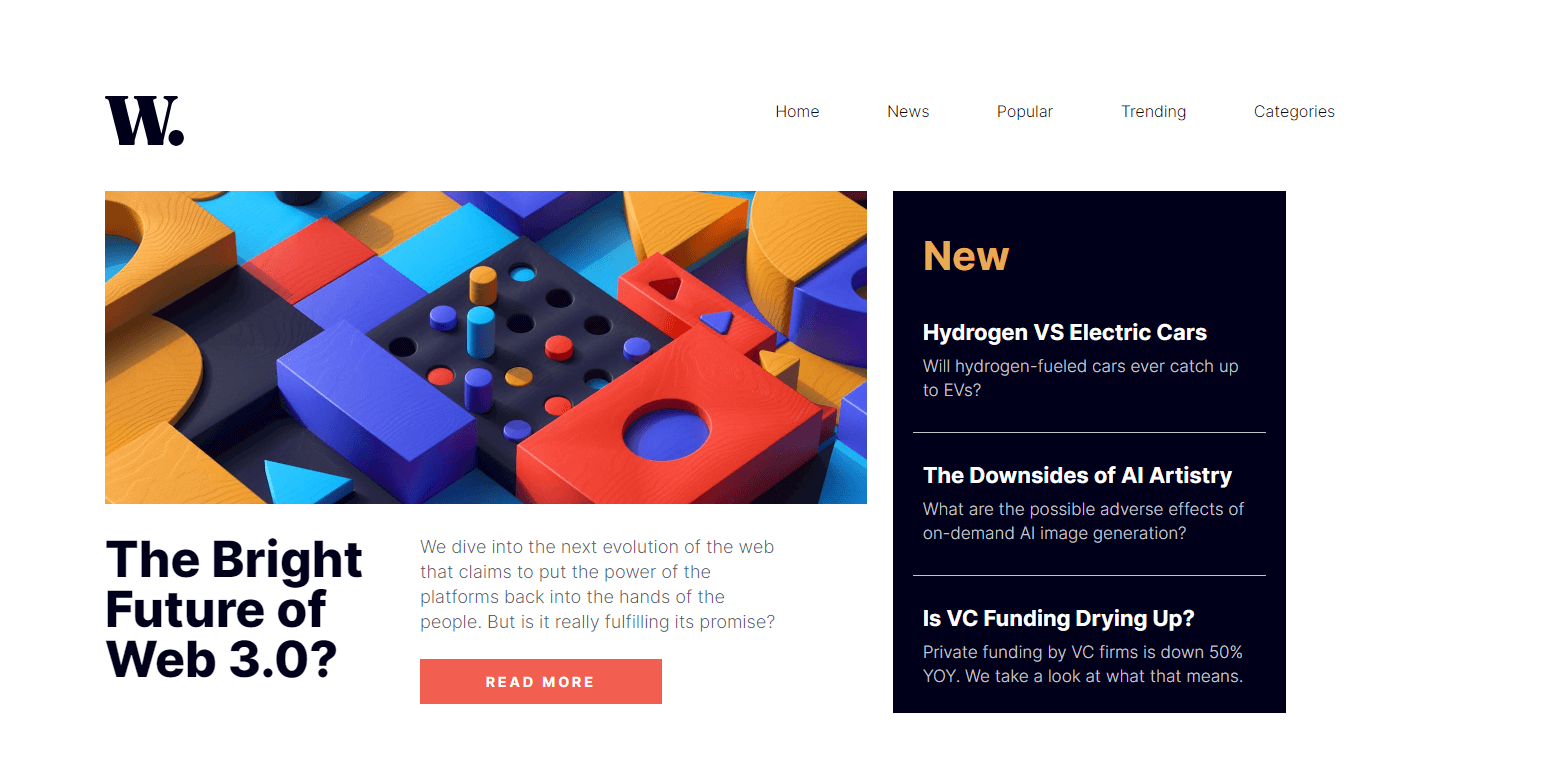 W.
Home News Popular Trending Categories
The Bright
Future of
Web 3.0?
We dive into the next evolution of the web
that claims to put the power of the
platforms back into the hands of the
people. But is it really fulfilling its promise?
READ MORE
New
Hydrogen VS Electric Cars
Will hydrogen-fueled cars ever catch up
to EVs?
The Downsides of AI Artistry
What are the possible adverse effects of
on-demand AI image generation?
Is VC Funding Drying Up?
Private funding by VC firms is down 50%
YOY. We take a look at what that means.